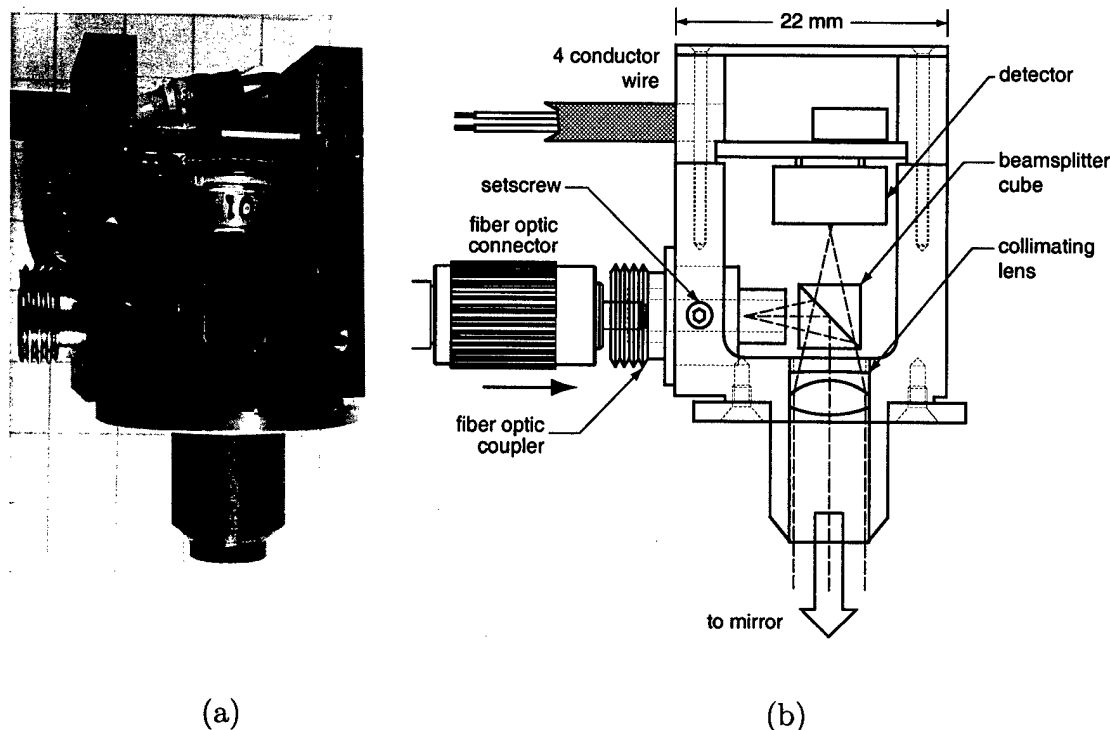 22 mm
4 conductor
wire
detector
beamsplitter
cube
setscrew
fiber optic
connector
collimating
lens
10
fiber optic
coupler
to mirror
(a)
(b)